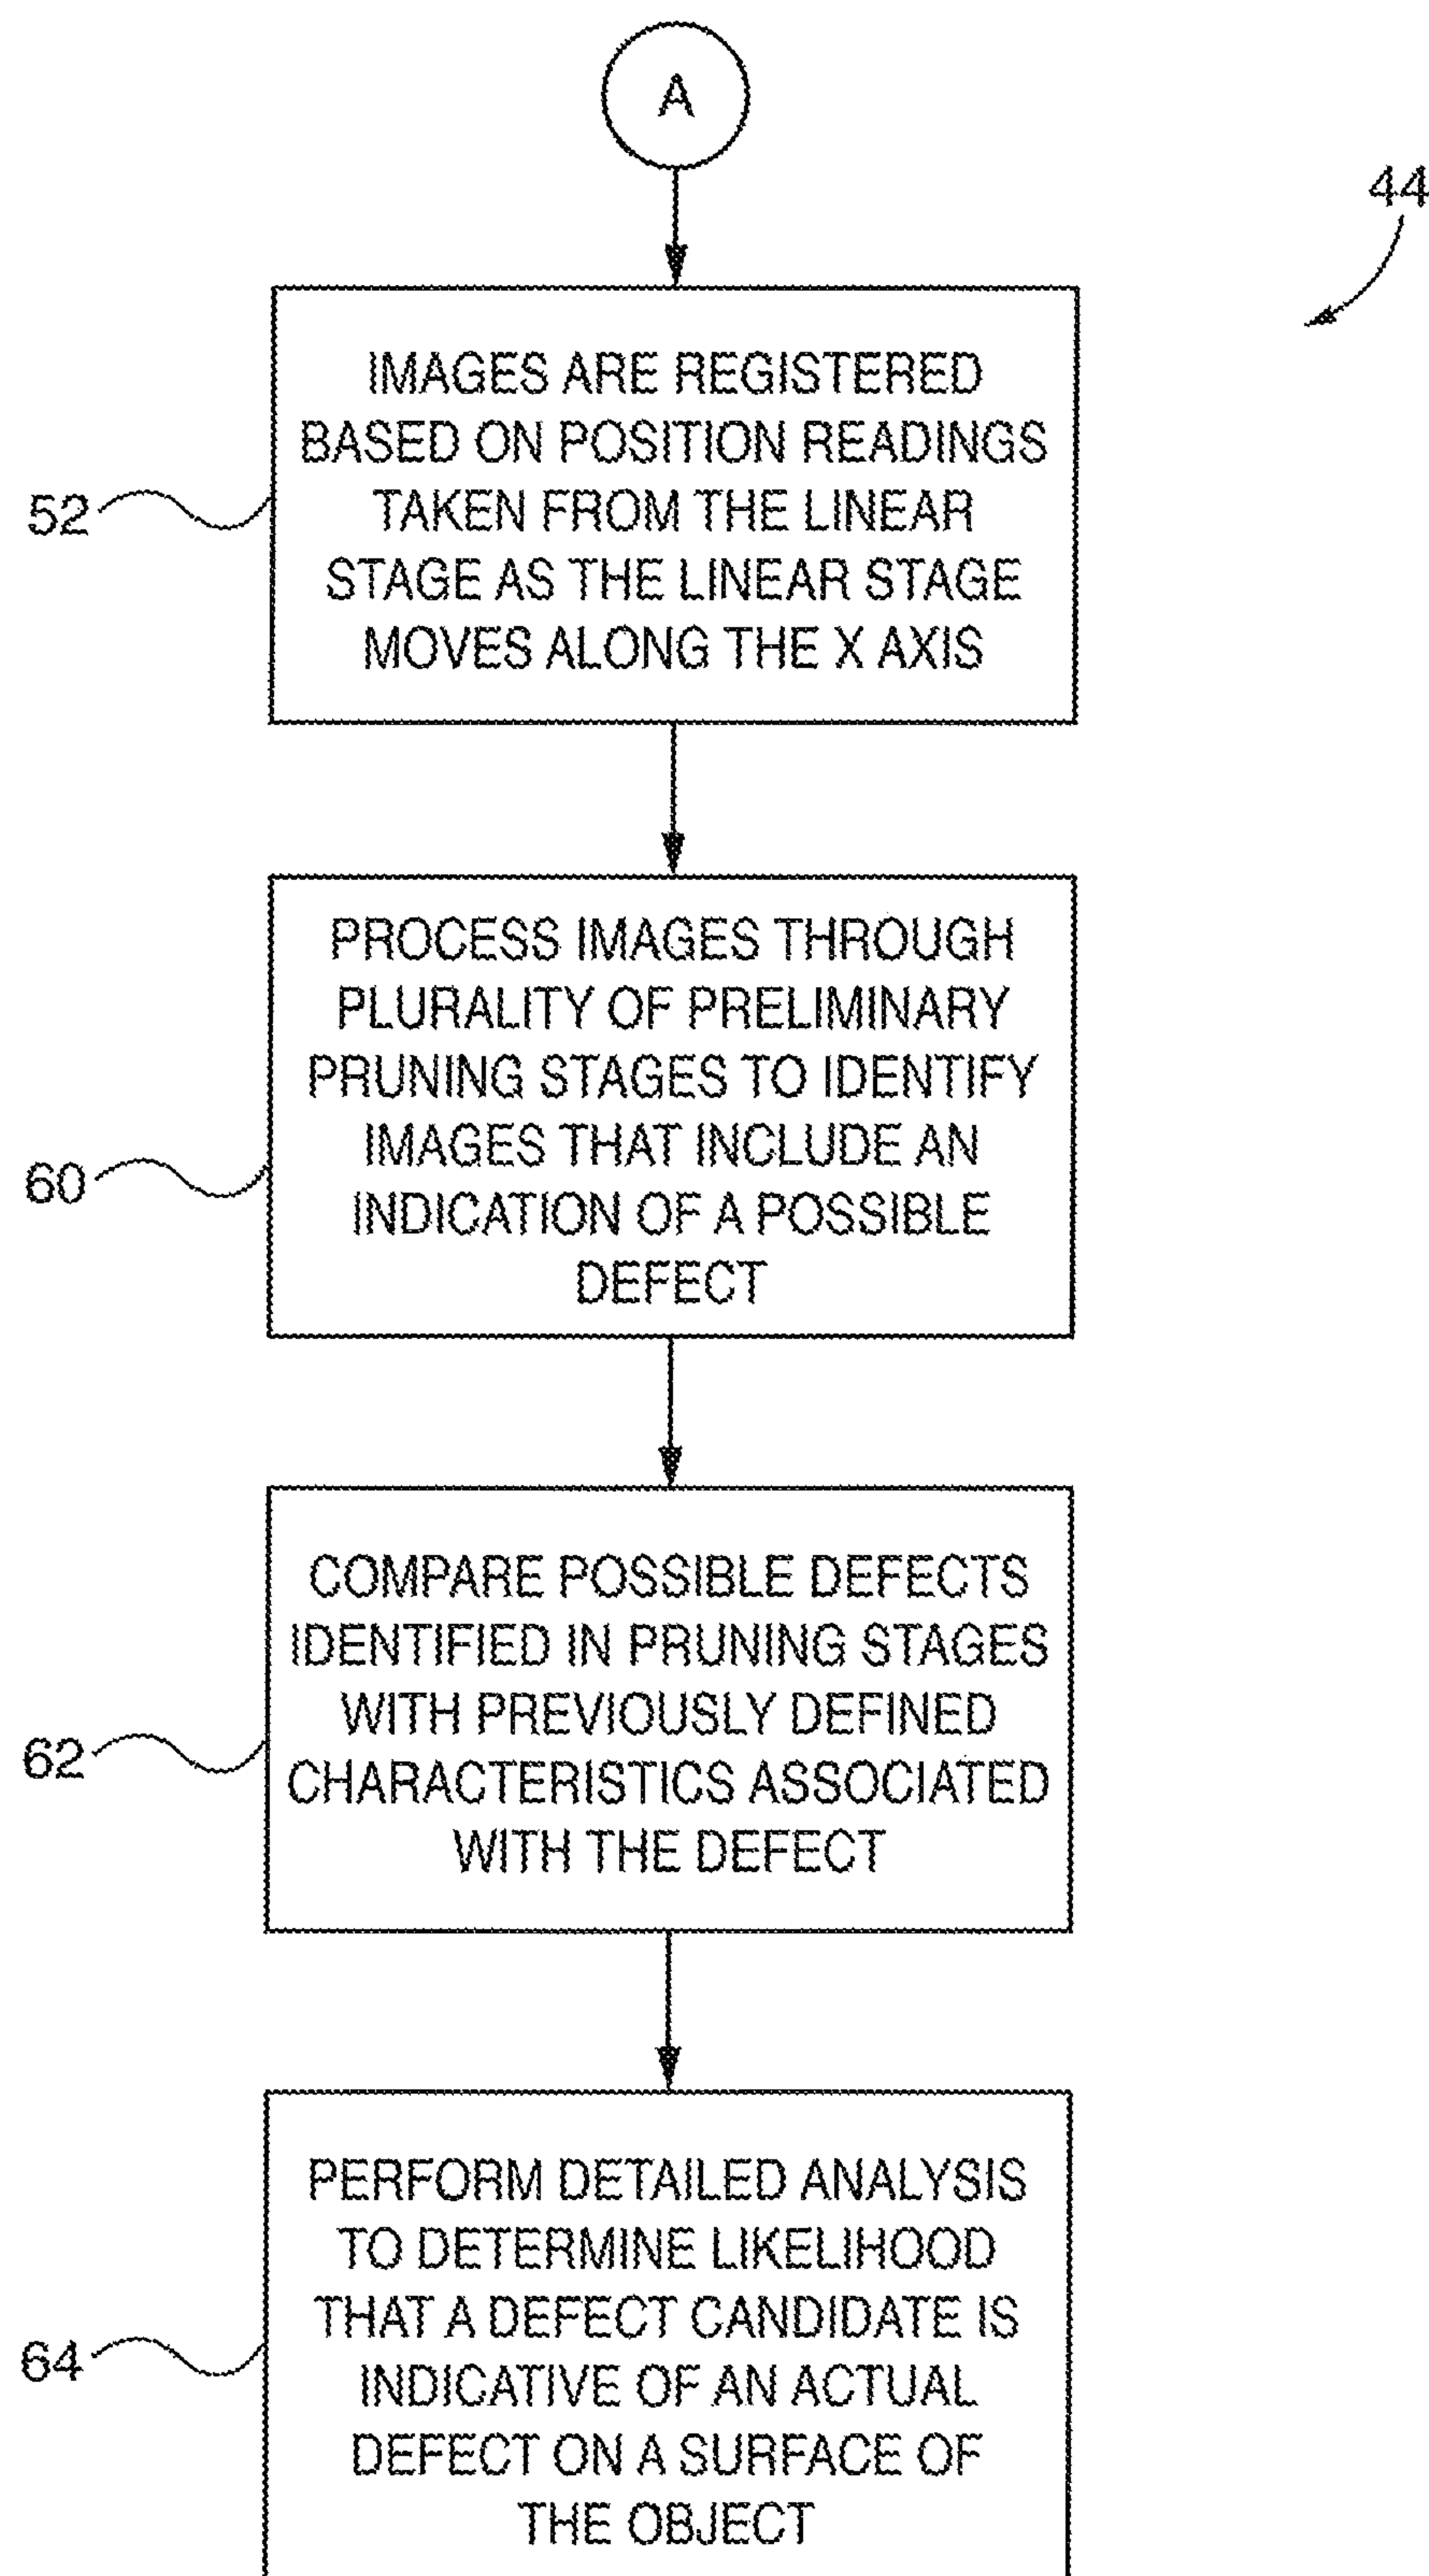 A
44
IMAGES ARE REGISTERED
BASED ON POSITION READINGS
TAKEN FROM THE LINEAR
STAGE AS THE LINEAR STAGE
MOVES ALONG THE X AXIS
52
PROCESS IMAGES THROUGH
PLURALITY OF PRELIMINARY
PRUNING STAGES TO IDENTIFY
IMAGES THAT INCLUDE AN
INDICATION OF A POSSIBLE
DEFECT
60
COMPARE POSSIBLE DEFECTS
IDENTIFIED IN PRUNING STAGES
WITH PREVIOUSLY DEFINED
CHARACTERISTICS ASSOCIATED
WITH THE DEFECT
62
PERFORM DETAILED ANALYSIS
TO DETERMINE LIKELIHOOD
THAT A DEFECT CANDIDATE IS
INDICATIVE OF AN ACTUAL
DEFECT ON A SURFACE OF
THE OBJECT
64